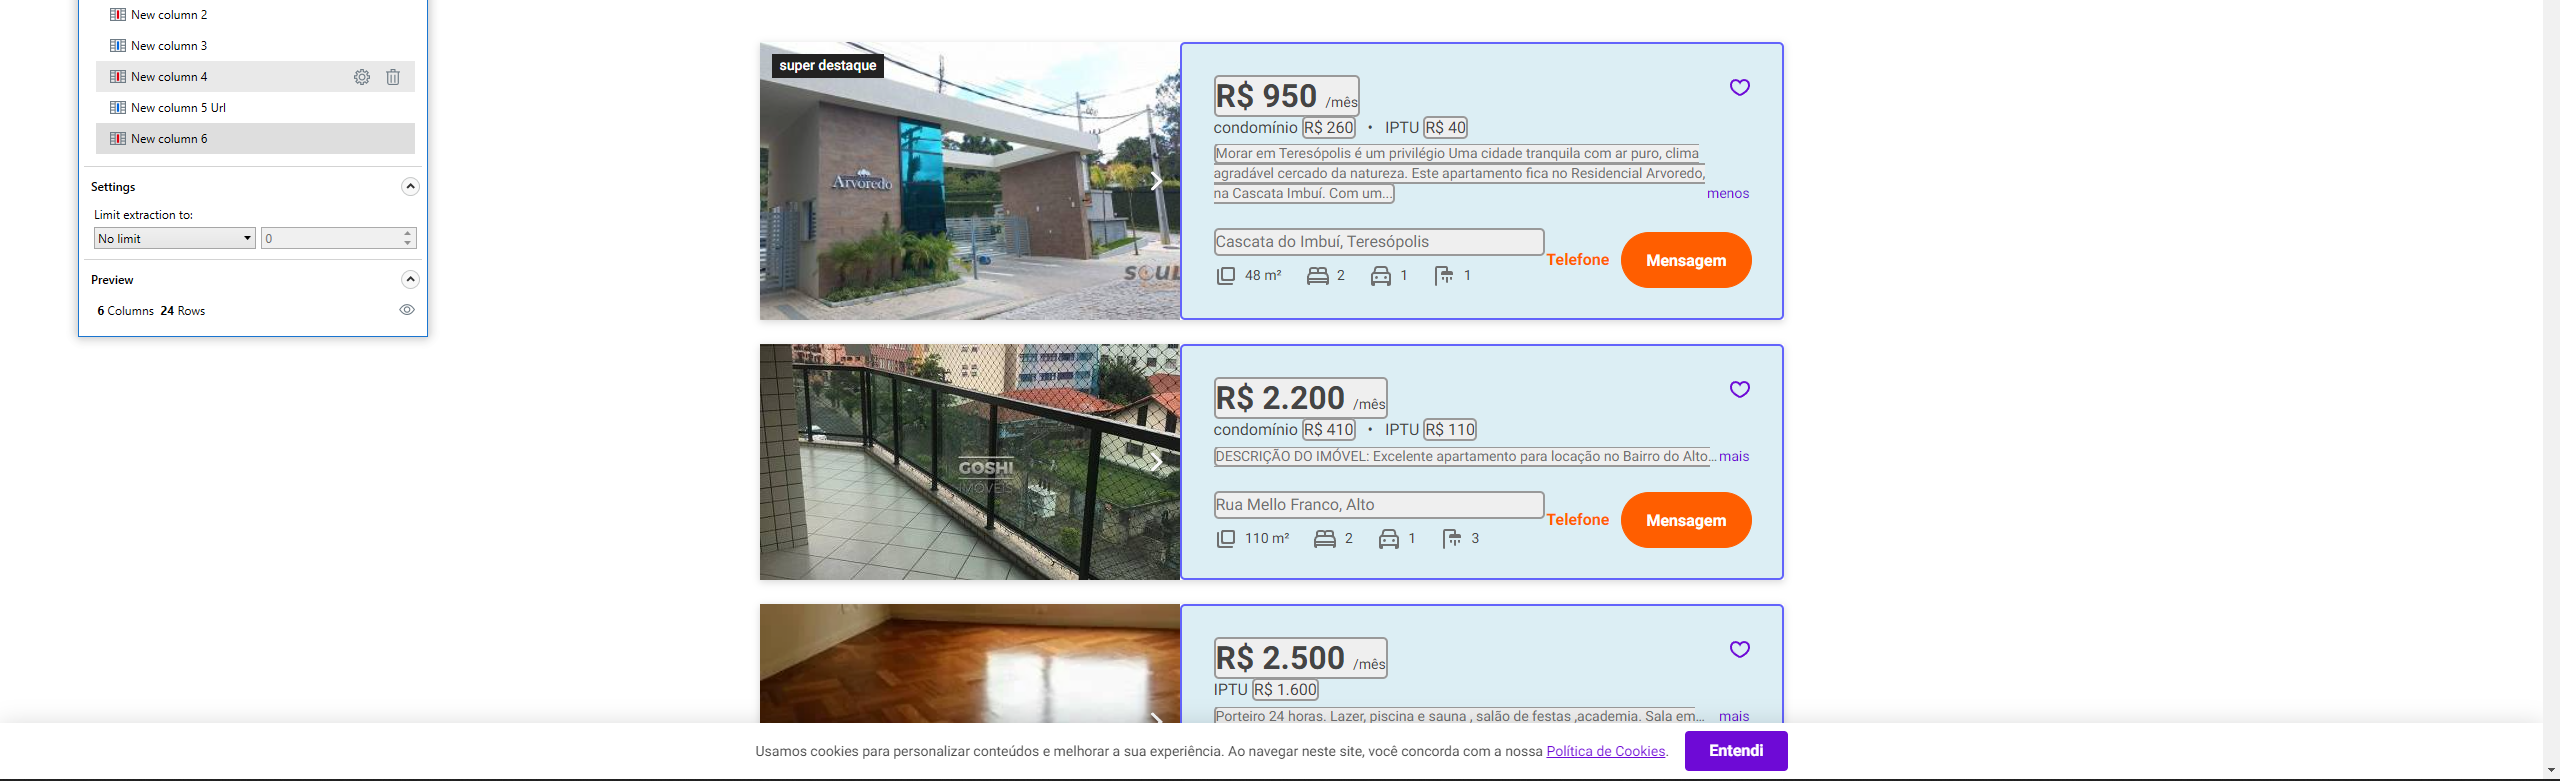 New column 2
New column 3
New column 4
New column 5 Url
New column 6
Settings
Limit extraction to:
No limit 0
Preview
6 Columns 24 Rows
super destaque
Arvoredo
SOUL
R$ 950 /mês
condomínio R$ 260 • IPTU R$ 40
Morar em Teresópolis é um privilégio Uma cidade tranquila com ar puro, clima
agradável cercado da natureza. Este apartamento fica no Residencial Arvoredo,
na Cascata Imbuí. Com um... menos
Cascata do Imbuí, Teresópolis
Telefone Mensagem
48 m² 2 1 1
GOSHI
IMÓVEIS
R$ 2.200 /mês
condomínio R$ 410 • IPTU R$ 110
DESCRIÇÃO DO IMÓVEL: Excelente apartamento para locação no Bairro do Alto... mais
Rua Mello Franco, Alto
Telefone Mensagem
110 m² 2 1 3
R$ 2.500 /mês
IPTU R$ 1.600
Porteiro 24 horas. Lazer, piscina e sauna , salão de festas ,academia. Sala em... mais
Usamos cookies para personalizar conteúdos e melhorar a sua experiência. Ao navegar neste site, você concorda com a nossa Política de Cookies. Entendi